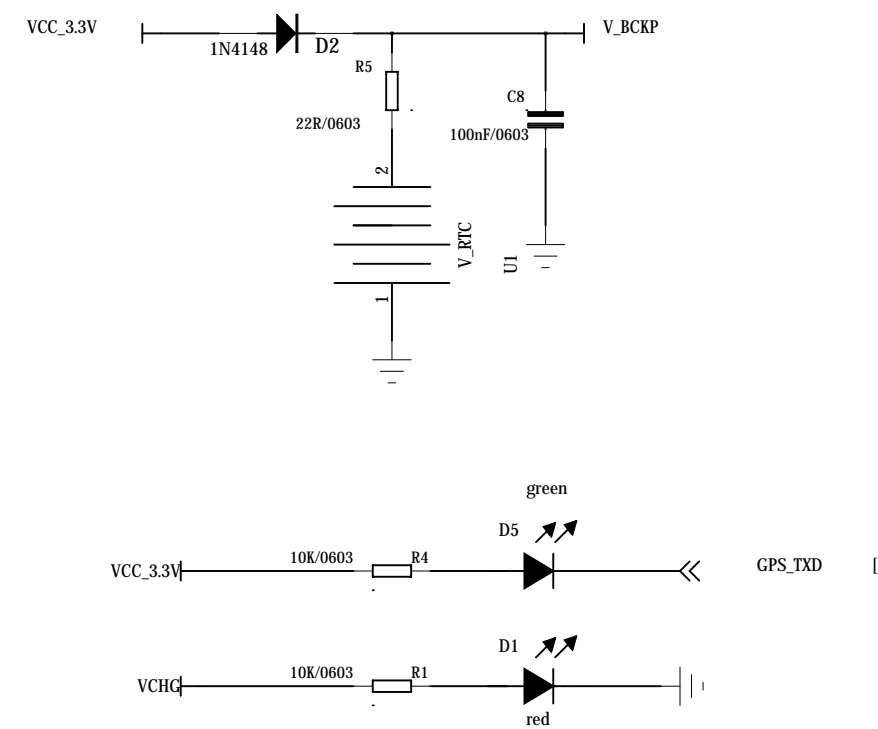 VCC_3.3V
V_BCKP
1N4148
D2
R5
22R/0603
C8
100nF/0603
2
V_RTC
U1
1
green
D5
VCC_3.3V
10K/0603
R4
GPS_TXD
[
D1
VCHG
10K/0603
R1
red